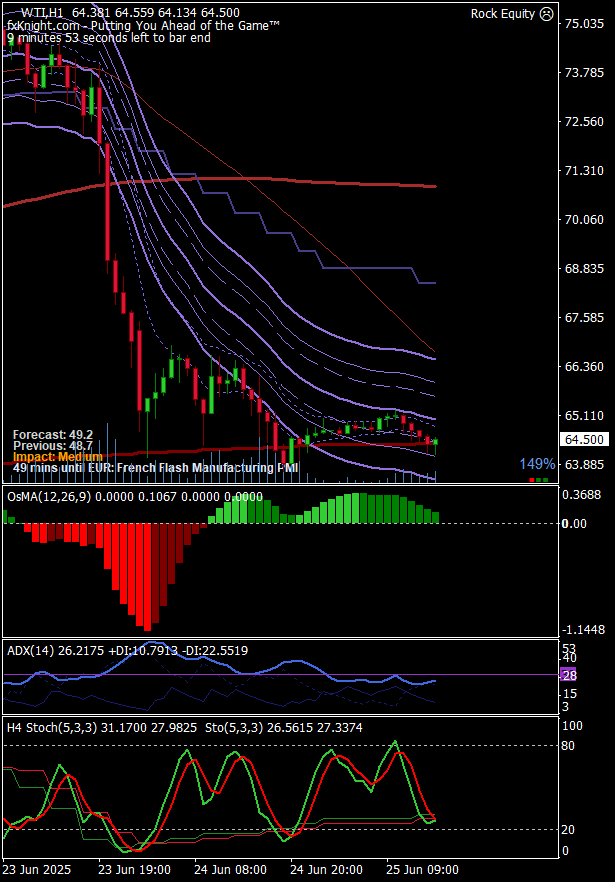 WTI,H1 64.381 64.559 64.134 64.500
Rock Equity
fxKnight.com - Putting You Ahead of the Game™
9 minutes 53 seconds left to bar end
75.035
73.785
72.560
71.310
70.060
68.835
67.585
66.360
65.110
64.500
63.885
Forecast: 49.2
Previous: 48.7
Impact: Medium
49 mins until EUR: French Flash Manufacturing PMI
149%
OsMA(12,26,9) 0.0000 0.1067 0.0000 0.0000
0.3688
0.00
-1.1448
ADX(14) 26.2175 +DI:10.7913 -DI:22.5519
53
40
28
15
3
H4 Stoch(5,3,3) 31.1700 27.9825 Sto(5,3,3) 26.5615 27.3374
100
80
20
0
23 Jun 2025 23 Jun 19:00 24 Jun 08:00 24 Jun 20:00 25 Jun 09:00